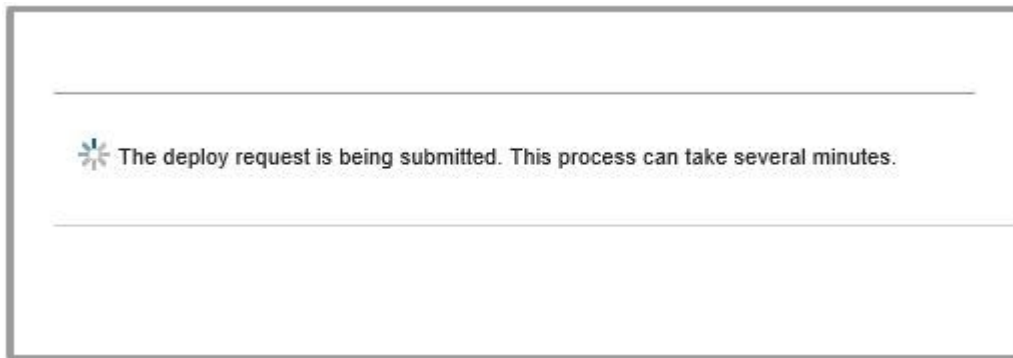 The deploy request is being submitted. This process can take several minutes.